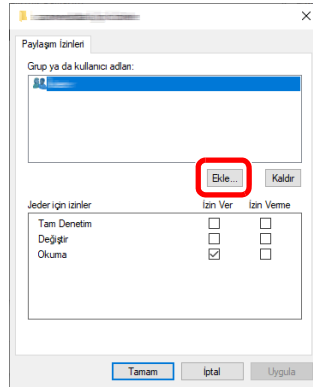 Paylaşım İzinleri
Grup ya da kullanıcı adları:
Ekle...
Kaldır
Jeder için izinler
İzin Ver
İzin Verme
Tam Denetim
Değiştir
Okuma
Tamam
İptal
Uygula